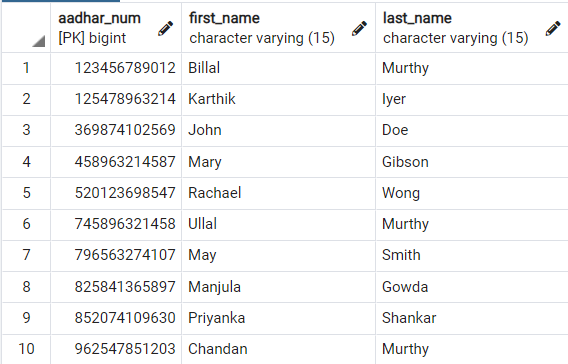 aadhar_num first_name last_name
[PK] bigint character varying (15) character varying (15)
1 123456789012 Billal Murthy
2 125478963214 Karthik Iyer
3 369874102569 John Doe
4 458963214587 Mary Gibson
5 520123698547 Rachael Wong
6 745896321458 Ullal Murthy
7 796563274107 May Smith
8 825841365897 Manjula Gowda
9 852074109630 Priyanka Shankar
10 962547851203 Chandan Murthy